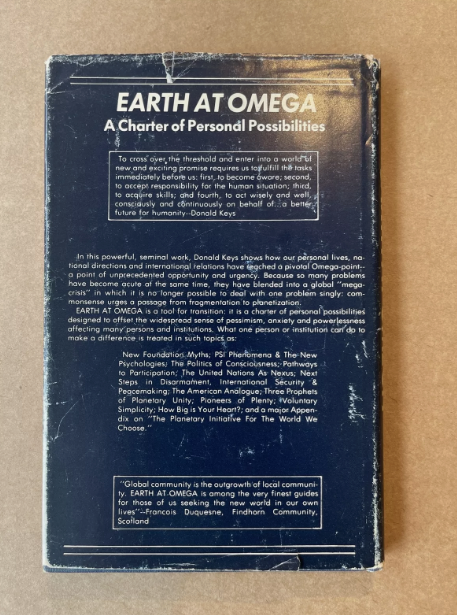 EARTH AT OMEGA
A Charter of Personal Possibilities
To cross over the threshold and enter into a world of
new and exciting promise requires us to fulfill the tasks
immediately before us: first, to become aware; second,
to accept responsibility for the human situation; third,
to acquire skills; and fourth, to act wisely and well,
consciously and continously on behalf of...a better
future for humanity--Donald Keys
In this powerful, seminal work, Donald Keys shows how our personal lives, na-
tional directions and international relations have reached a pivotal Omega-point--
a point of unprecedented opportunity and urgency. Because so many problems
have become acute at the same time, they have blended into a global "mega-
crisis" in which it is no longer possible to deal with one problem singly: com-
monsense urges a passage from fragmentation to planetization.
EARTH AT OMEGA is a tool for transition: it is a charter of personal possibilities
designed to offset the widespread sense of pessimism, anxiety and powerlessness
affecting many persons and institutions. What one person or institution can do to
make a difference is treated in such topics as:
New Foundation Myths; PSI Phenomena & The New
Psychologies; The Politics of Consciousness; Pathways
to Participation; The United Nations As Nexus; Next
Steps in Disarmament, International Security &
Peacemaking; The American Analogue; Three Prophets
of Planetary Unity; Pioneers of Plenty; Voluntary
Simplicity; How Big is Your Heart?; and a major Appen-
dix on "The Planetary Initiative For The World We
Choose."
"Global community is the outgrowth of local communi-
ty. EARTH AT OMEGA is among the very finest guides
for those of us seeking the new world in our own
lives"--Francois Duquesne, Findhorn Community,
Scotland